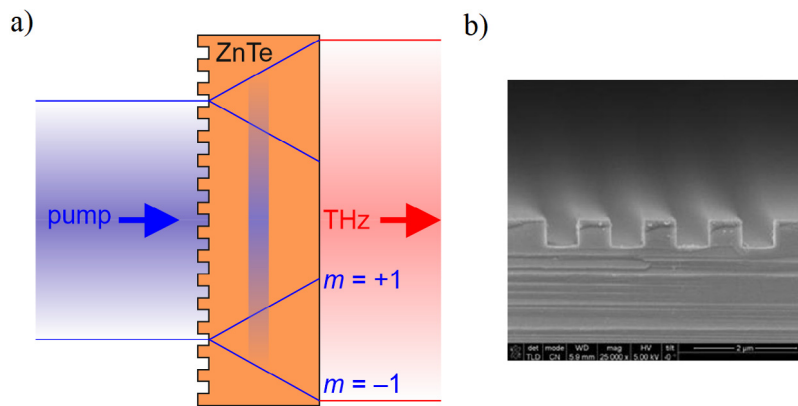 a)
b)
ZnTe
pump
THz
m = +1
m = −1
det mode WD mag HV tilt
TLD CN 5.9 mm 25 000 x 5.00 kV -0 ° 2 µm